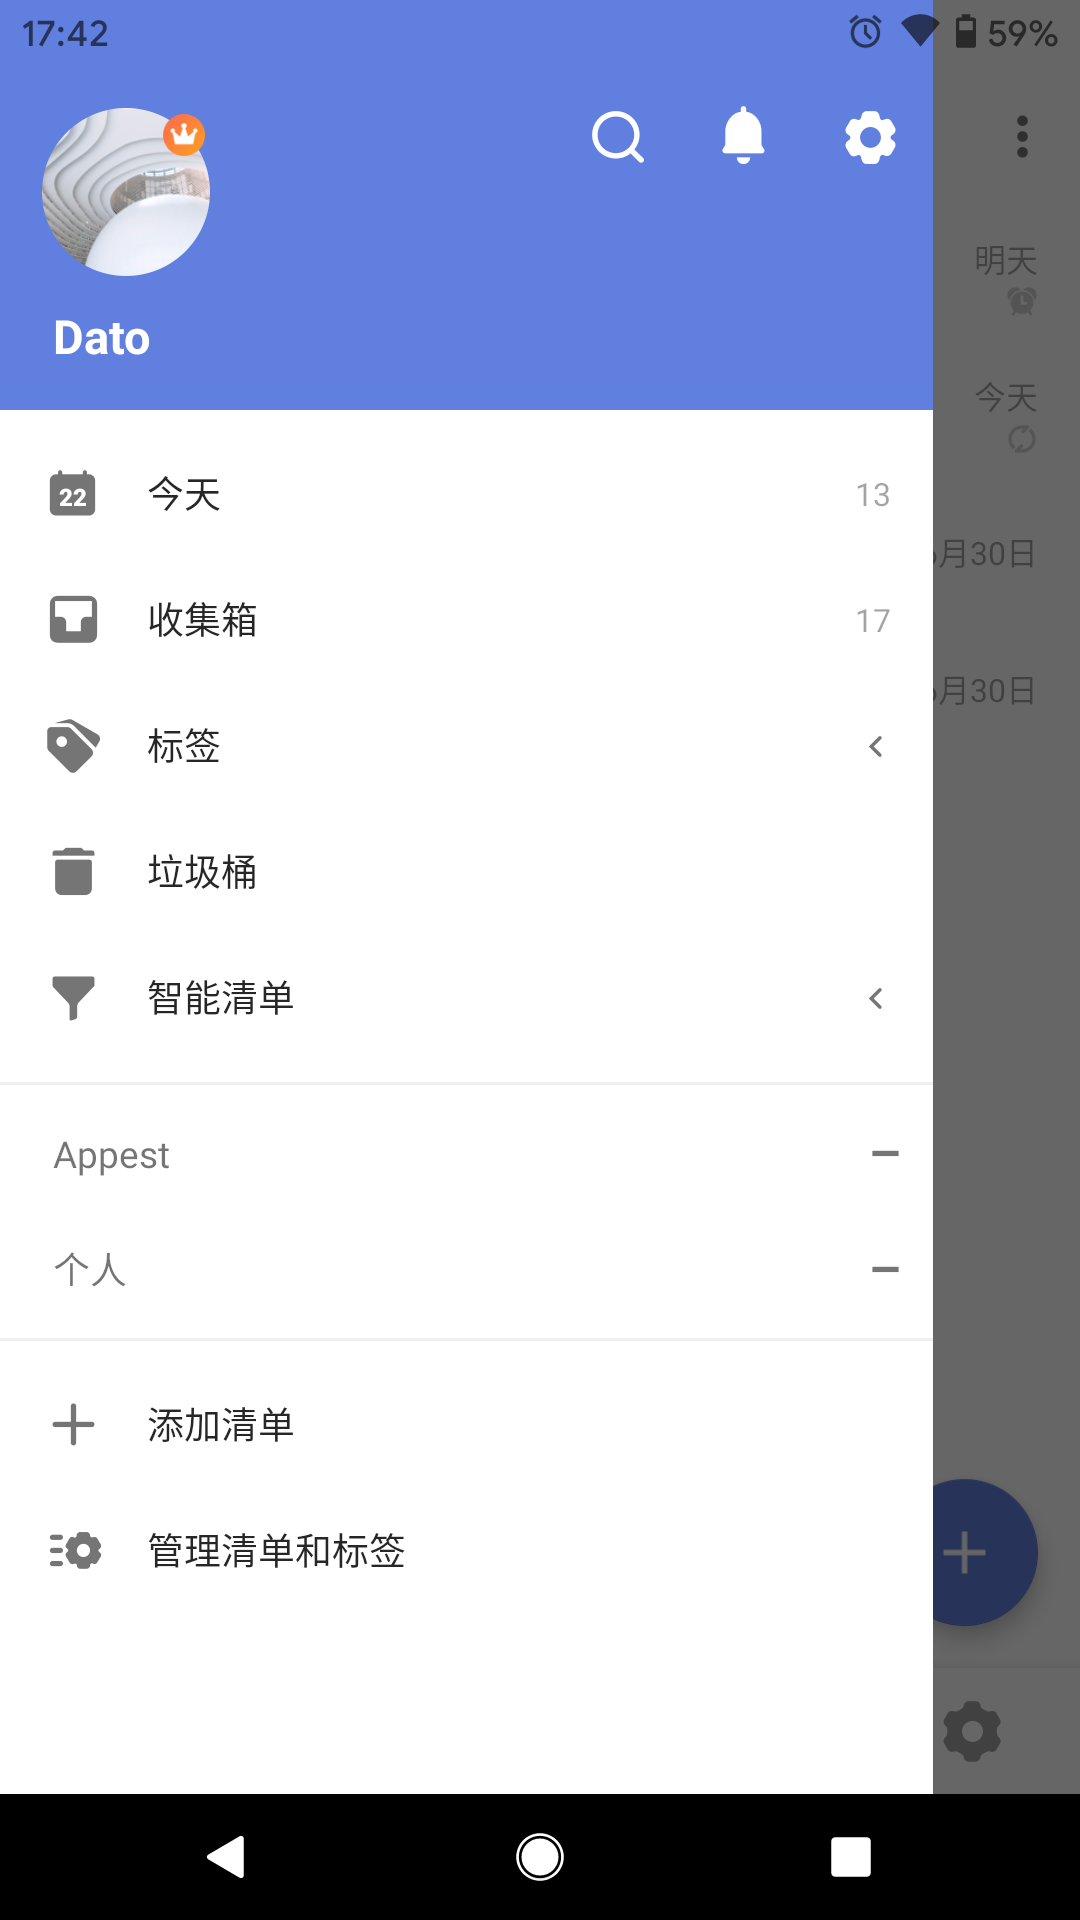 17:42
59%
Dato
明天
今天
月30日
月30日
22
今天
13
收集箱
17
标签
垃圾桶
智能清单
Appest
个人
添加清单
管理清单和标签